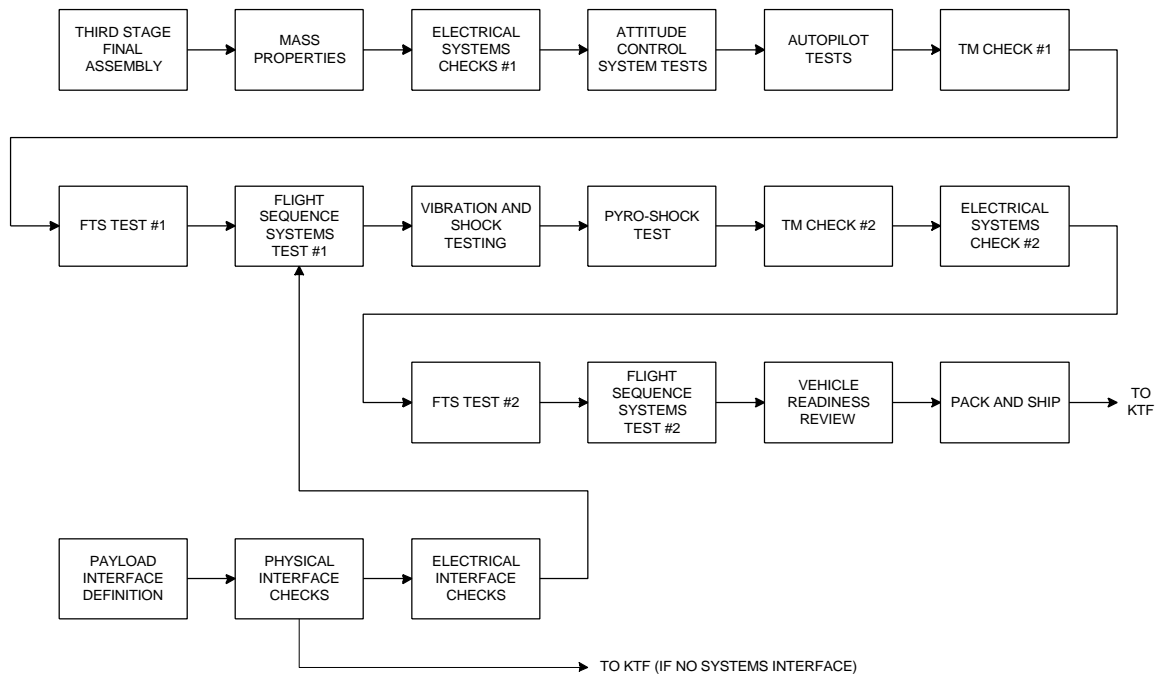 THIRD STAGE
FINAL
ASSEMBLY
MASS
PROPERTIES
ELECTRICAL
SYSTEMS
CHECKS #1
ATTITUDE
CONTROL
SYSTEM TESTS
AUTOPILOT
TESTS
TM CHECK #1
FTS TEST #1
FLIGHT
SEQUENCE
SYSTEMS
TEST #1
VIBRATION AND
SHOCK
TESTING
PYRO-SHOCK
TEST
TM CHECK #2
ELECTRICAL
SYSTEMS
CHECK #2
FTS TEST #2
FLIGHT
SEQUENCE
SYSTEMS
TEST #2
VEHICLE
READINESS
REVIEW
PACK AND SHIP
TO
KTF
PAYLOAD
INTERFACE
DEFINITION
PHYSICAL
INTERFACE
CHECKS
ELECTRICAL
INTERFACE
CHECKS
TO KTF (IF NO SYSTEMS INTERFACE)